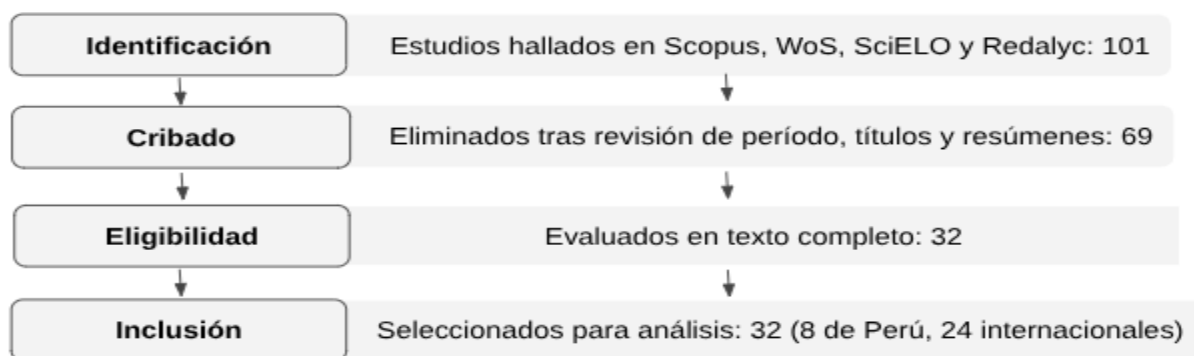 Identificación
Estudios hallados en Scopus, WoS, SciELO y Redalyc: 101
Cribado
Eliminados tras revisión de período, títulos y resúmenes: 69
Eligibilidad
Evaluados en texto completo: 32
Inclusión
Seleccionados para análisis: 32 (8 de Perú, 24 internacionales)